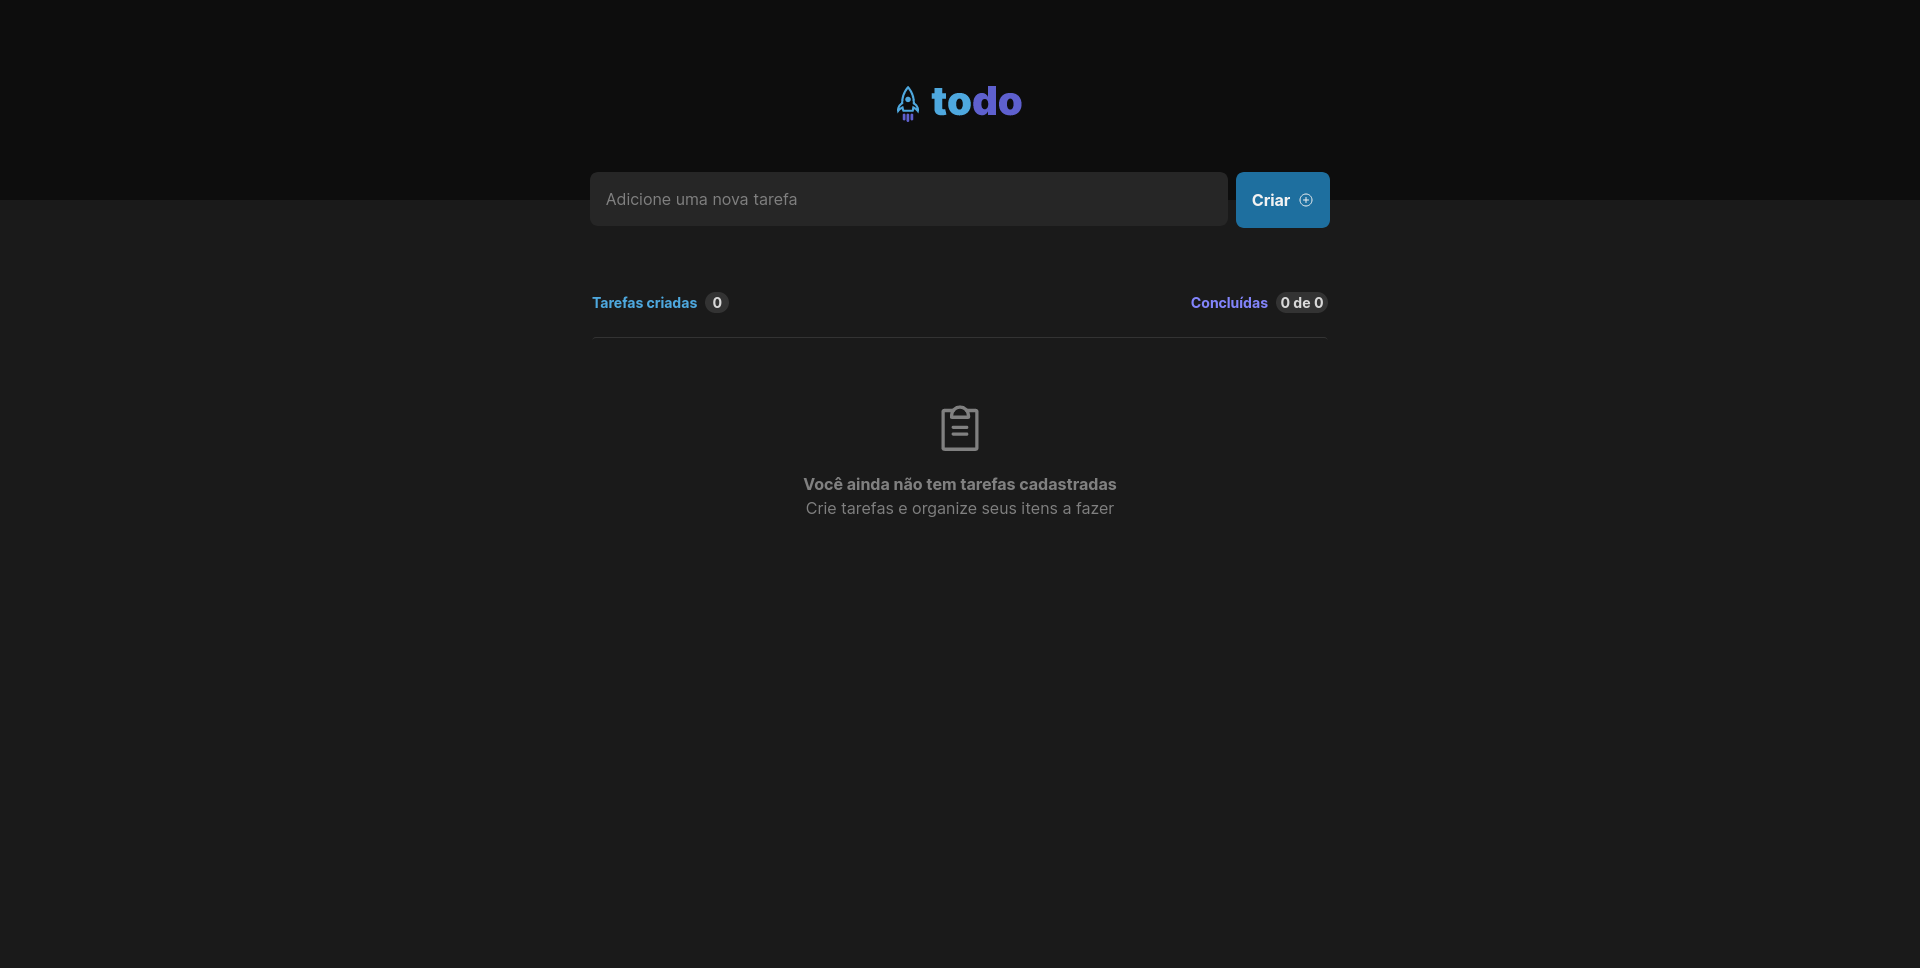 todo
Adicione uma nova tarefa
Criar
Tarefas criadas 0
Concluídas 0 de 0
Você ainda não tem tarefas cadastradas
Crie tarefas e organize seus itens a fazer